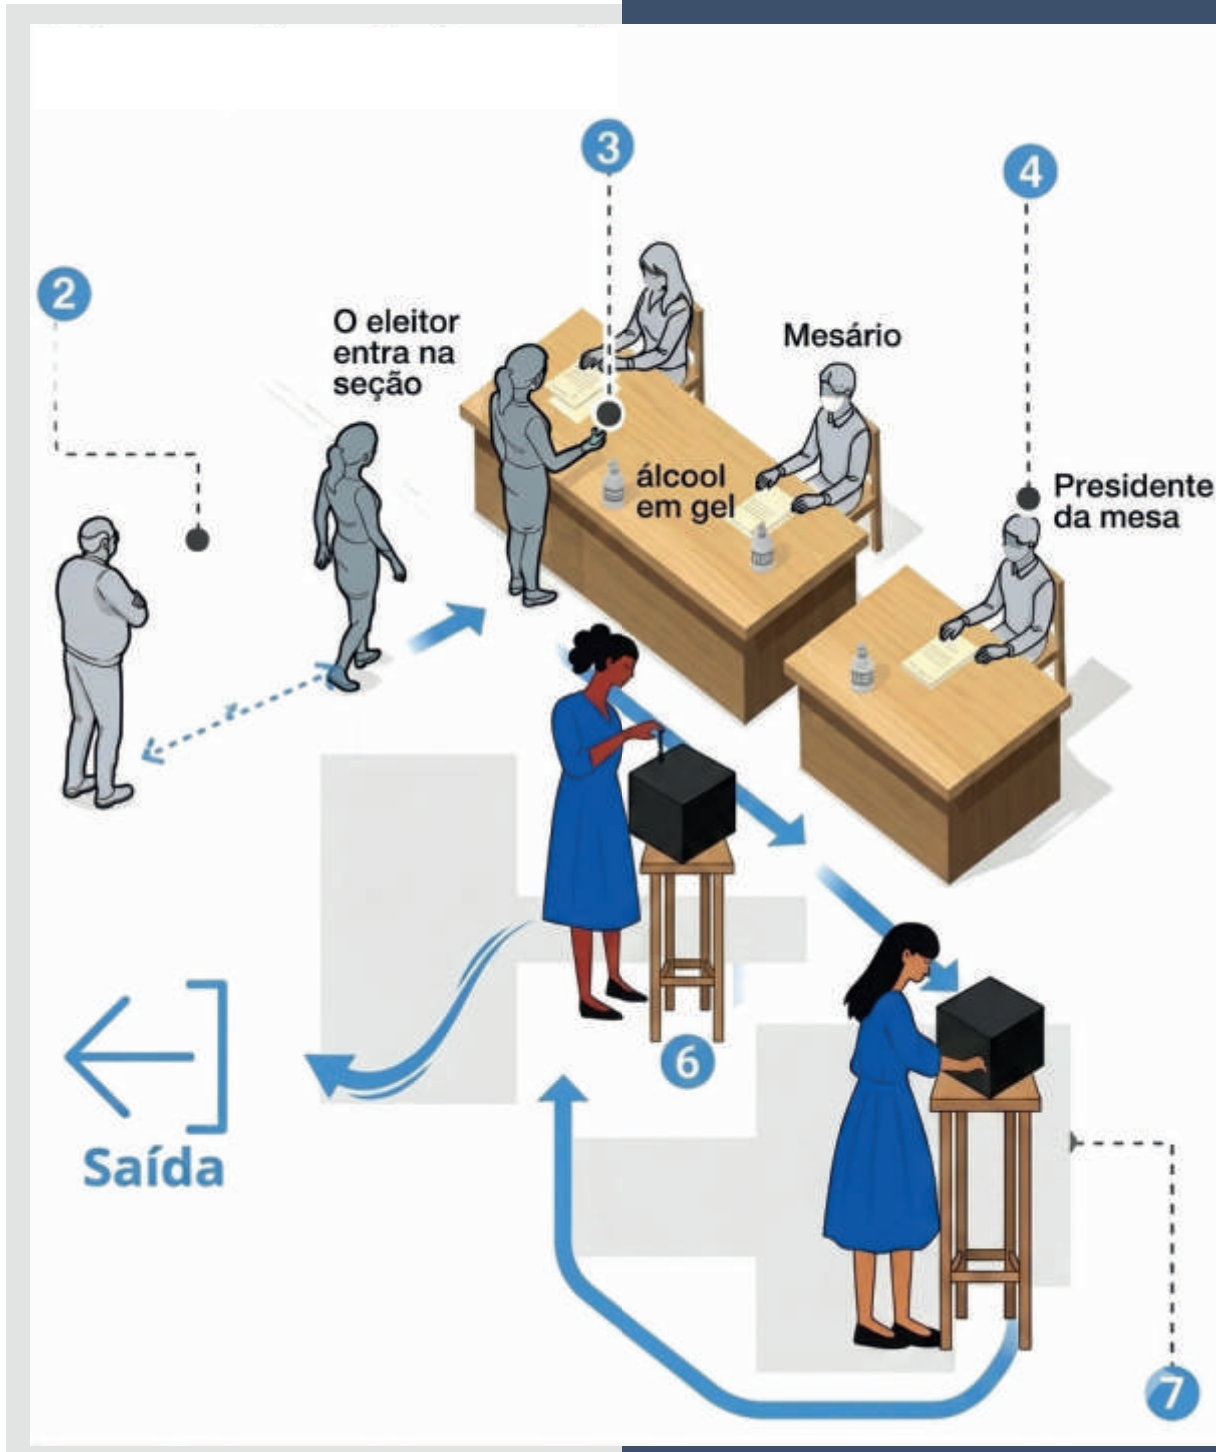 3
4
2
O eleitor
entra na
seção
Mesário
álcool
em gel
Presidente
da mesa
6
Saída
7